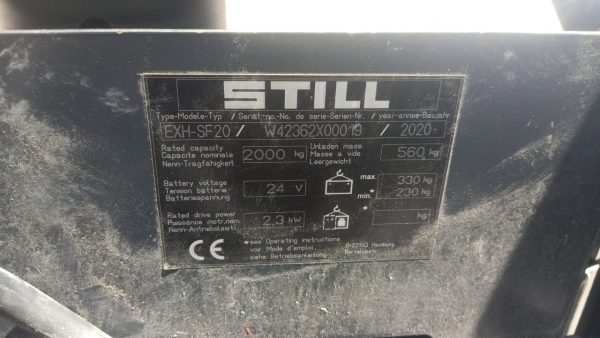 STILL
Type-Modele-Typ / Serial-no.-No. de serie-Serien-Nr. / year-annee-Baujahr
EXH-SF20 / W42362X00019 / 2020
Rated capacity
Capacite nominale
Nenn-Tragfähigkeit
2000 kg
Unladen mass
Masse a vide
Leergewicht
560 kg
Battery voltage
Tension batterie
Batteriespannung
24 V
max. 330 kg
min.* 230 kg
Rated drive power
Puissance motr.nom.
Nenn-Antriebsleist.
2,3 kW
* kg
CE
*see Operating instructions
voir Mode d'emploi
siehe Betriebsanleitung
Hamburg